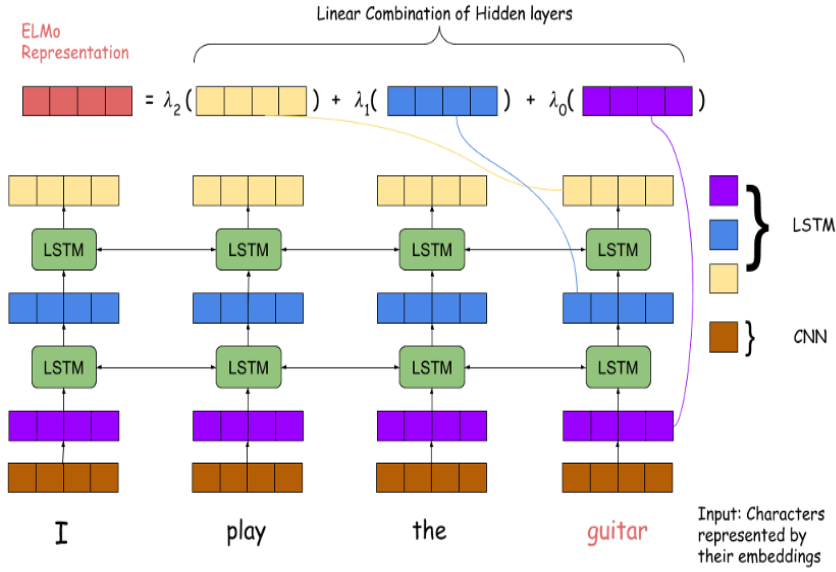 Linear Combination of Hidden layers
ELMo
Representation
= λ2( ) + λ1( ) + λ0( )
LSTM LSTM LSTM LSTM
LSTM
LSTM LSTM LSTM LSTM
CNN
I play the guitar
Input: Characters
represented by
their embeddings